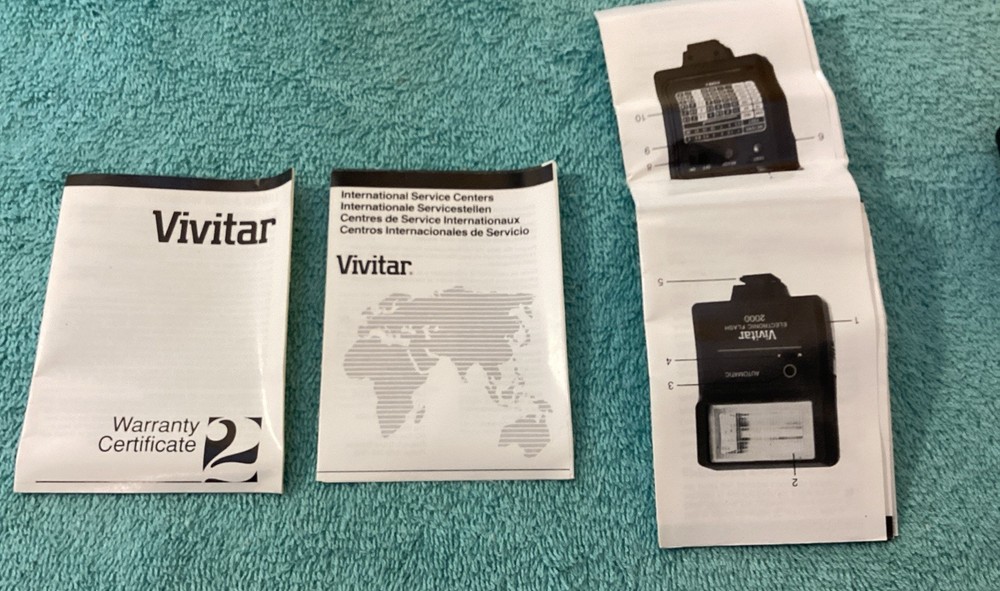 Vivitar
Warranty
Certificate
2
International Service Centers
Internationale Servicestellen
Centres de Service Internationaux
Centros Internacionales de Servicio
Vivitar
10
9
8
6
5
1
Vivitar
ELECTRONIC FLASH
2000
4
AUTOMATIC
3
2